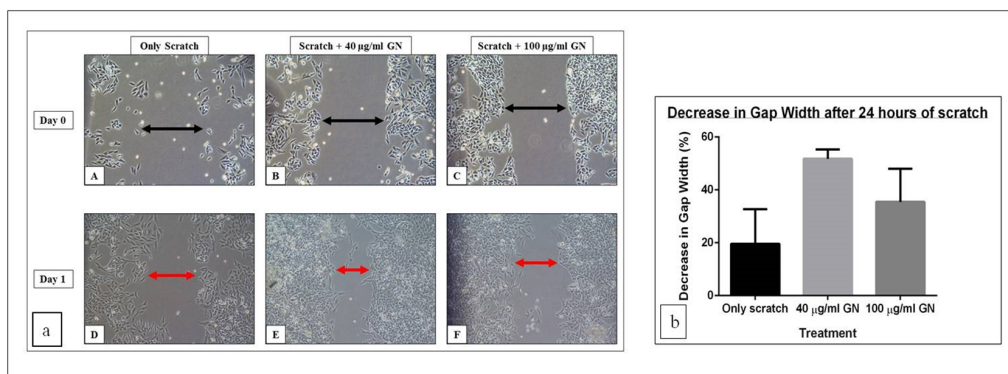 Only Scratch
Scratch + 40 µg/ml GN
Scratch + 100 µg/ml GN
Day 0
A
B
C
Day 1
D
E
F
a
Decrease in Gap Width after 24 hours of scratch
Decrease in Gap Width (%)
60
40
20
0
Only scratch
40 µg/ml GN
100 µg/ml GN
Treatment
b